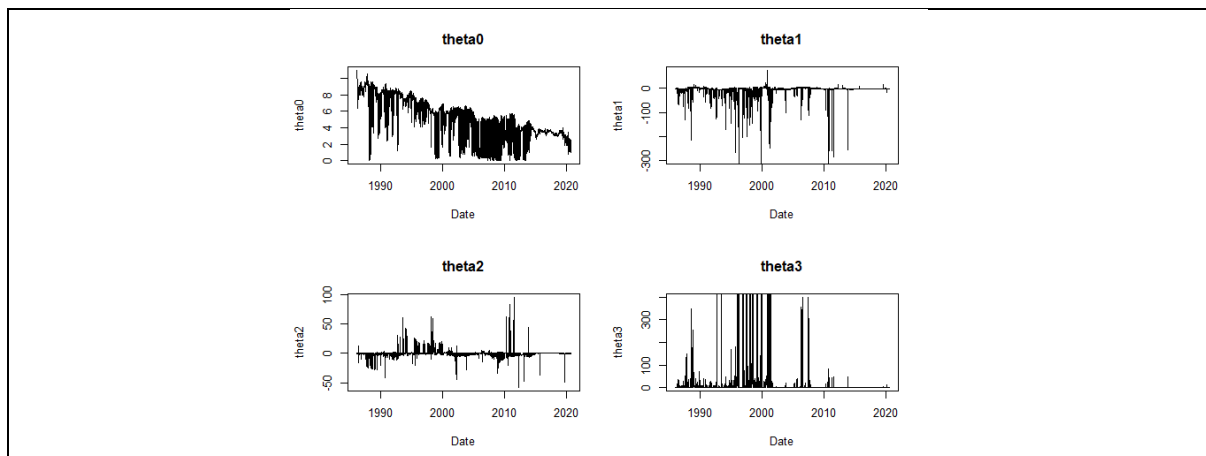 theta0
theta0
0 2 4 6 8
1990 2000 2010 2020
Date
theta1
theta1
-300 -100 0
1990 2000 2010 2020
Date
theta2
theta2
-50 0 50 100
1990 2000 2010 2020
Date
theta3
theta3
0 100 300
1990 2000 2010 2020
Date